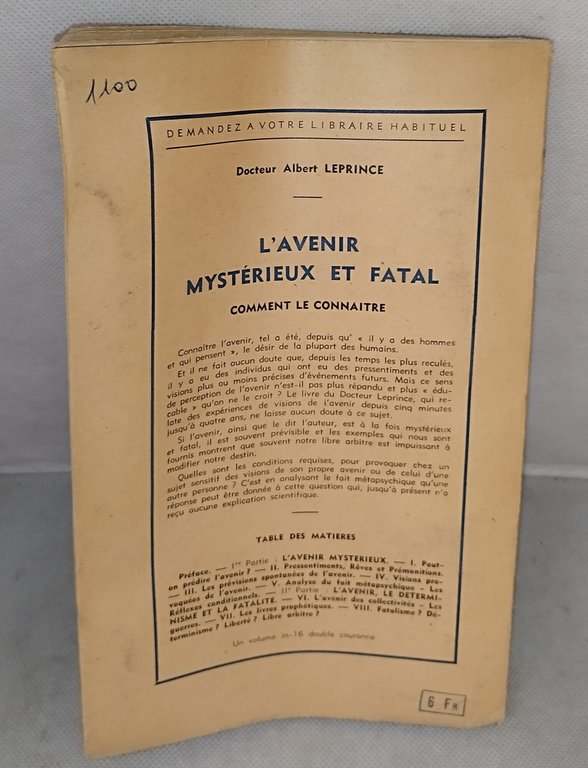 1100
DEMANDEZ A VOTRE LIBRAIRE HABITUEL
Docteur Albert LEPRINCE
L'AVENIR
MYSTÉRIEUX ET FATAL
COMMENT LE CONNAITRE
Connaître l'avenir, tel a été, depuis qu' « il y a des hommes
et qui pensent », le désir de la plupart des humains.
Et il ne fait aucun doute que, depuis les temps les plus reculés,
il y a eu des individus qui ont eu des pressentiments et des
visions plus ou moins précises d'événements futurs. Mais ce sens
de perception de l'avenir n'est-il pas plus répandu et plus « édu-
cable » qu'on ne le croit ? Le livre du Docteur Leprince, qui re-
late des expériences de visions de l'avenir depuis cinq minutes
jusqu'à quatre ans, ne laisse aucun doute à ce sujet.
Si l'avenir, ainsi que le dit l'auteur, est à la fois mystérieux
et fatal, il est souvent prévisible et les exemples qui nous sont
fournis montrent que souvent notre libre arbitre est impuissant à
modifier notre destin.
Quelles sont les conditions requises, pour provoquer chez un
sujet sensitif des visions de son propre avenir ou de celui d'une
autre personne ? C'est en analysant le fait métapsychique qu'une
réponse peut être donnée à cette question qui, jusqu'à présent n'a
reçu aucune explication scientifique.
TABLE DES MATIERES
Préface. — Ire Partie : L'AVENIR MYSTERIEUX. — I. Peut-
on prédire l'avenir ? — II. Pressentiments, Rêves et Prémonitions.
— III. Les prévisions spontanées de l'avenir. — IV. Visions pro-
voquées de l'avenir. — V. Analyse du fait métapsychique - Les
Réflexes conditionnels. — IIe Partie : L'AVENIR, LE DETERMI-
NISME ET LA FATALITE. — VI. L'avenir des collectivités - Les
guerres. — VII. Les livres prophétiques. — VIII. Fatalisme ? Dé-
terminisme ? Liberté ? Libre arbitre ?
Un volume in-16 double couronne
6 FR